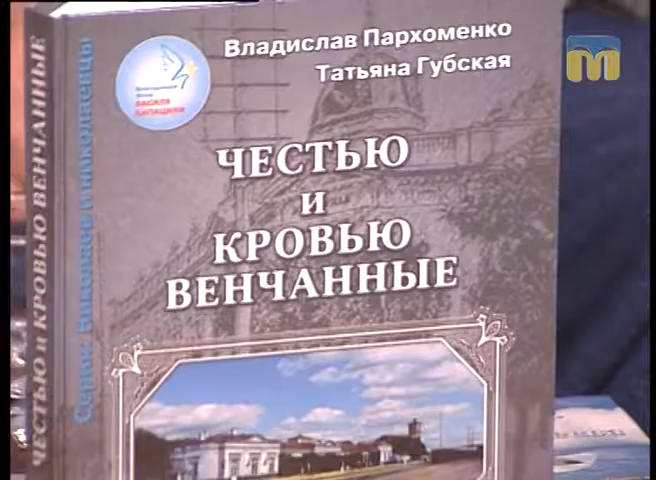 Владислав Пархоменко
Татьяна Губская
ЧЕСТЬЮ
и
КРОВЬЮ
ВЕНЧАННЫЕ
ЧЕСТЬЮ и КРОВЬЮ ВЕНЧАННЫЕ
Серия: Николаев и николаевцы